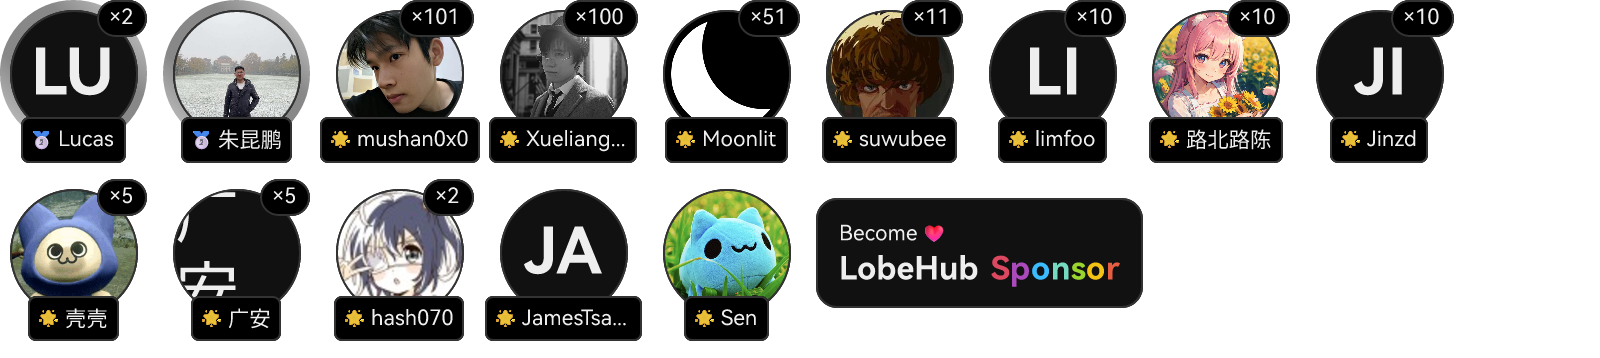 LU ×2
×101
×100
×51
×11
LI ×10
×10
JI ×10
Lucas
朱昆鹏
mushan0x0
Xueliang...
Moonlit
suwubee
limfoo
路北路陈
Jinzd
×5
广安 ×5
×2
JA
壳壳
广安
hash070
JamesTsa...
Sen
Become
LobeHub Sponsor